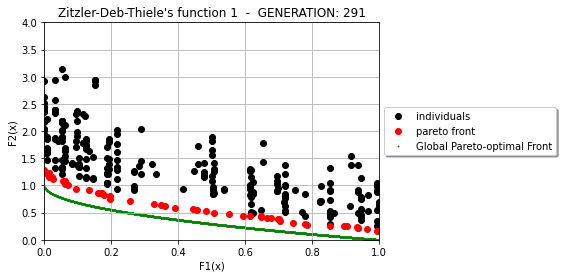 Zitzler-Deb-Thiele's function 1 - GENERATION: 291
4.0
3.5
3.0
2.5
2.0
1.5
1.0
0.5
0.0
F2(x)
0.0 0.2 0.4 0.6 0.8 1.0
F1(x)
individuals
pareto front
Global Pareto-optimal Front